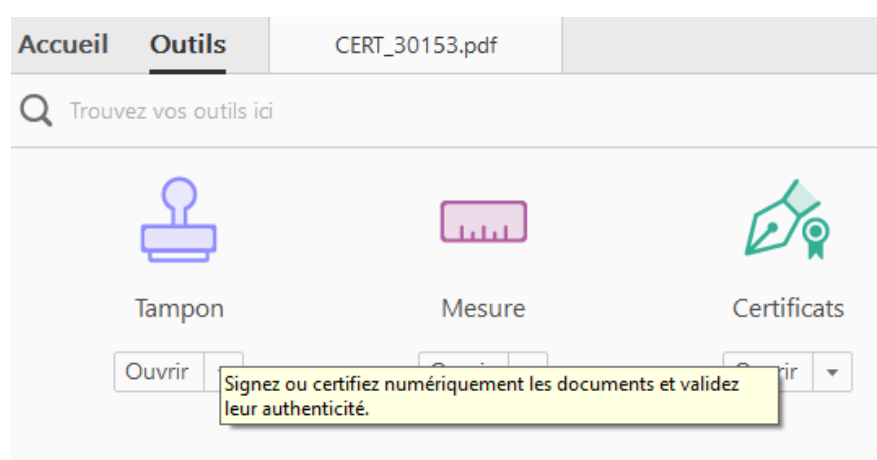 Accueil Outils CERT_30153.pdf
Trouvez vos outils ici
Tampon Mesure Certificats
Ouvrir
Signez ou certifiez numériquement les documents et validez
leur authenticité.